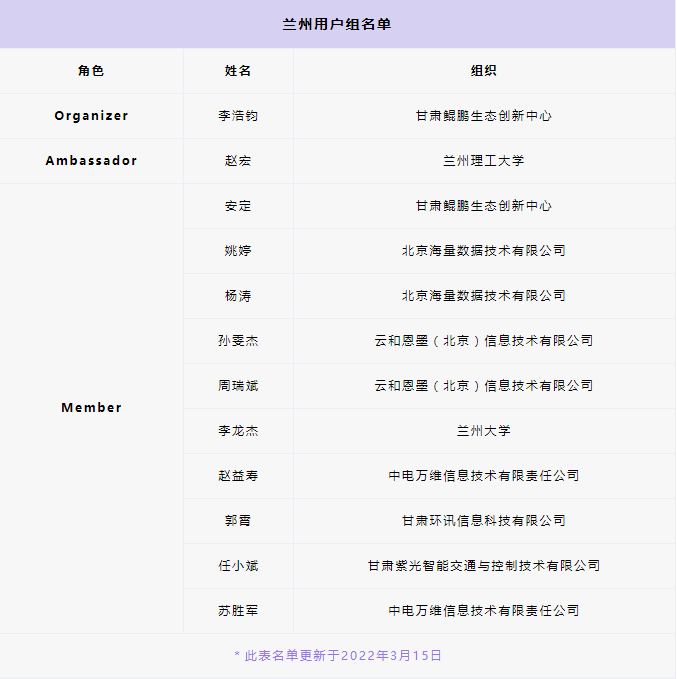 兰州用户组名单
角色 姓名 组织
Organizer 李浩钧 甘肃鲲鹏生态创新中心
Ambassador 赵宏 兰州理工大学
安定 甘肃鲲鹏生态创新中心
姚婷 北京海量数据技术有限公司
杨涛 北京海量数据技术有限公司
孙雯杰 云和恩墨（北京）信息技术有限公司
周瑞斌 云和恩墨（北京）信息技术有限公司
Member
李龙杰 兰州大学
赵益寿 中电万维信息技术有限责任公司
郭霄 甘肃环讯信息科技有限公司
任小斌 甘肃紫光智能交通与控制技术有限公司
苏胜军 中电万维信息技术有限责任公司
* 此表名单更新于2022年3月15日